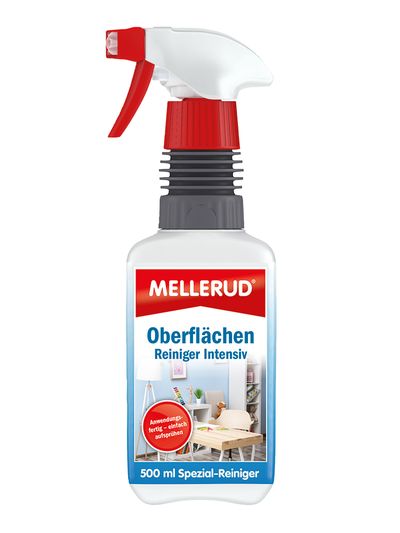 MELLERUD®
Oberflächen
Reiniger Intensiv
Anwendungs-
fertig – einfach
aufsprühen
500 ml Spezial-Reiniger